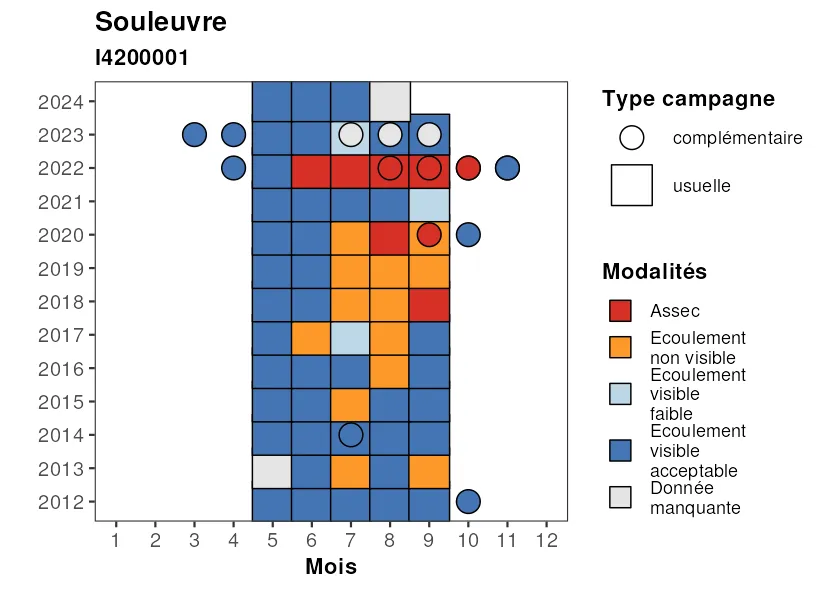 Souleuvre
I4200001
2024
2023
2022
2021
2020
2019
2018
2017
2016
2015
2014
2013
2012
1 2 3 4 5 6 7 8 9 10 11 12
Mois
Type campagne
complémentaire
usuelle
Modalités
Assec
Ecoulement
non visible
Ecoulement
visible
faible
Ecoulement
visible
acceptable
Donnée
manquante